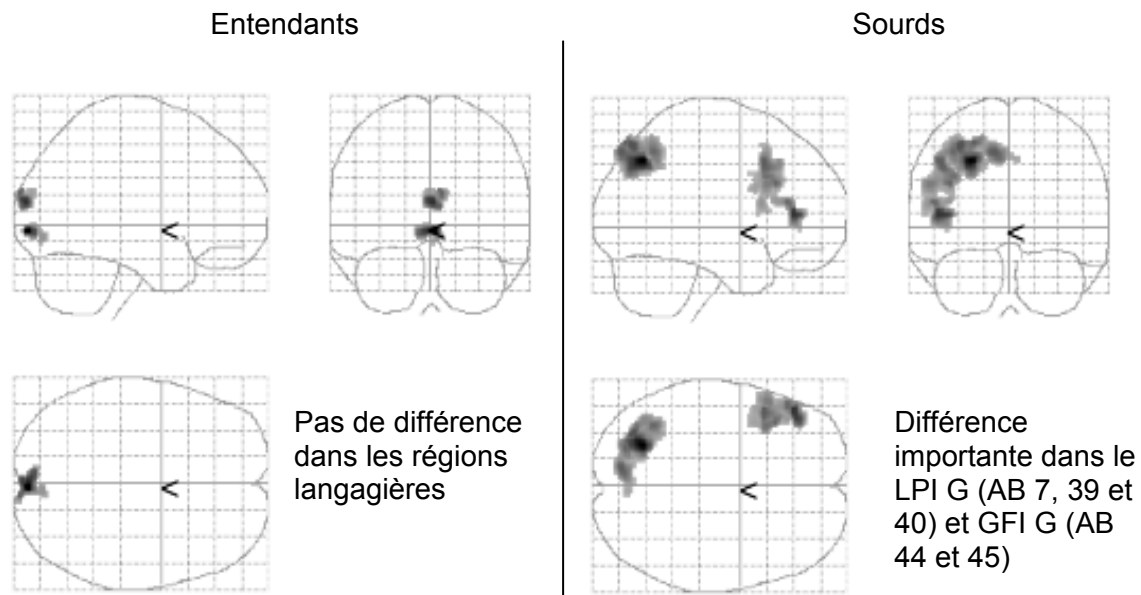 Entendants
Sourds
Pas de différence
dans les régions
langagières
Différence
importante dans le
LPI G (AB 7, 39 et
40) et GFI G (AB
44 et 45)